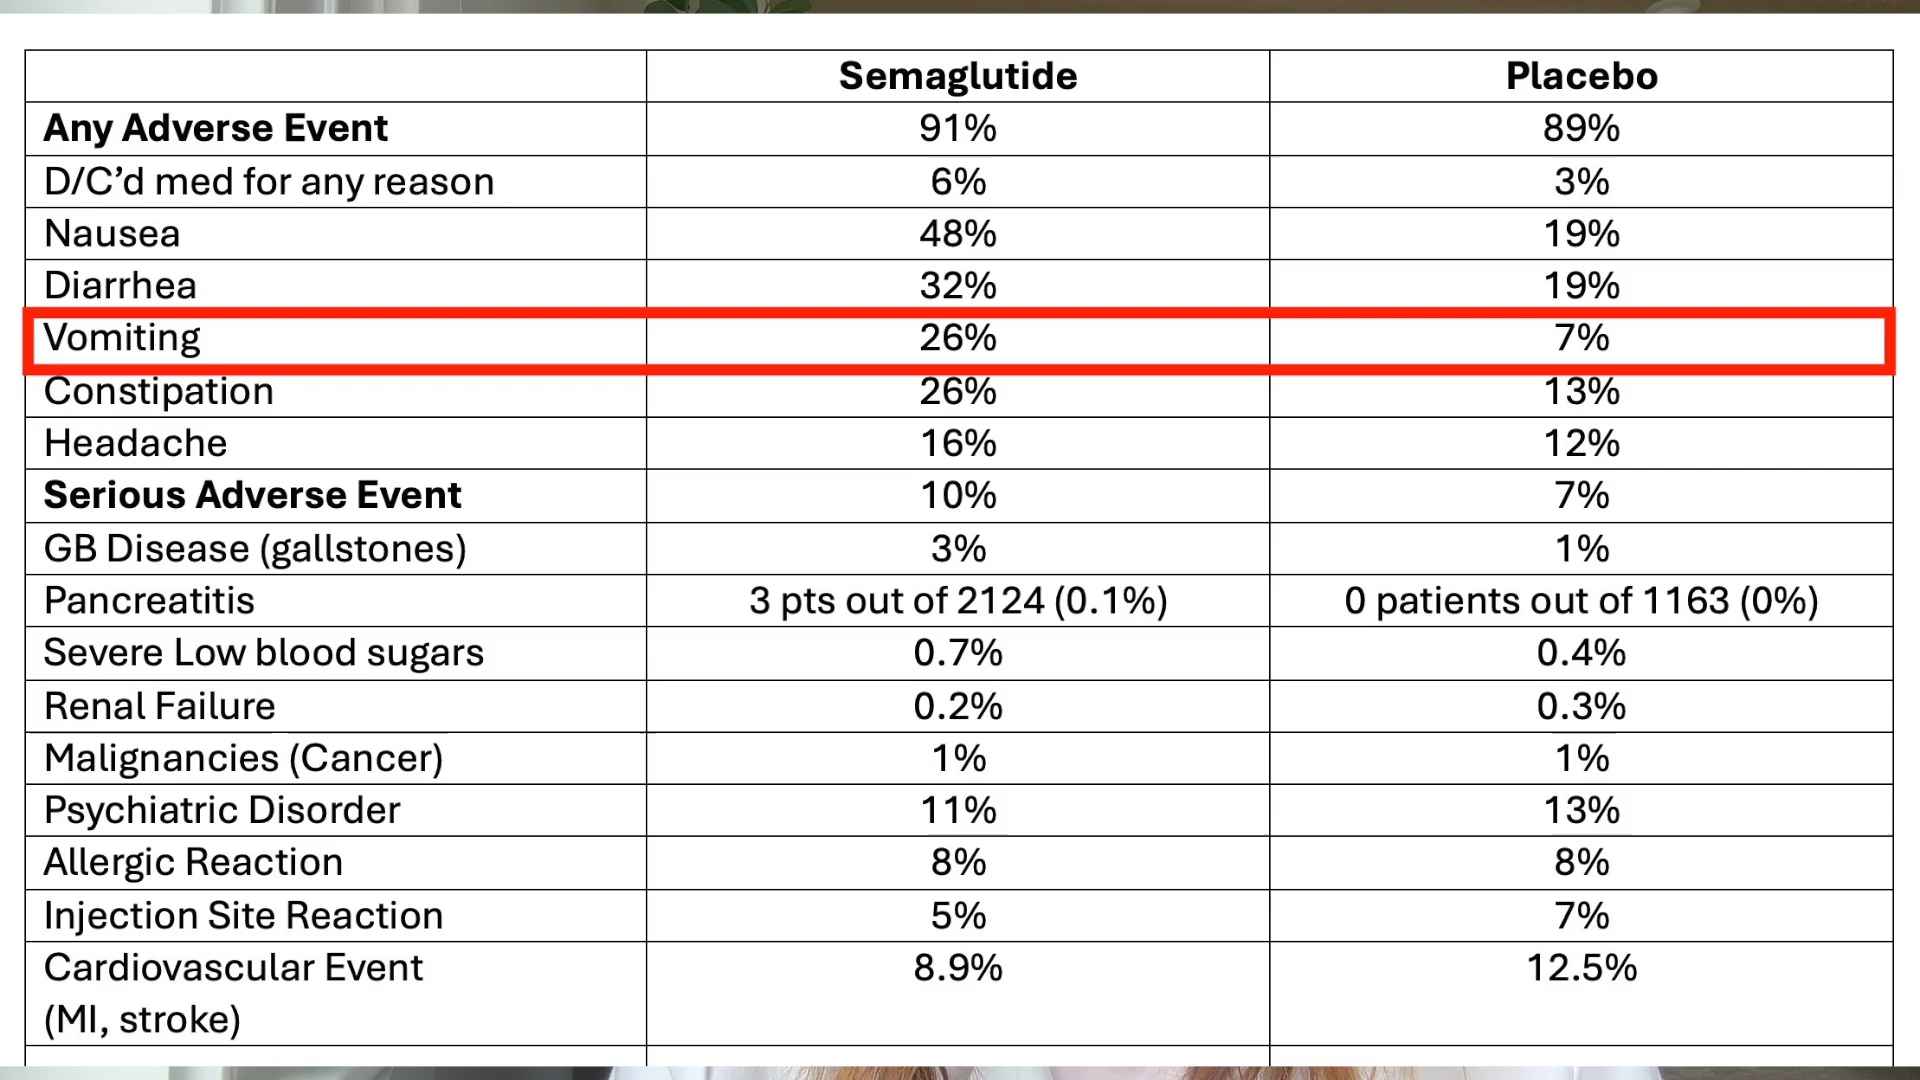 Semaglutide Placebo
Any Adverse Event 91% 89%
D/C’d med for any reason 6% 3%
Nausea 48% 19%
Diarrhea 32% 19%
Vomiting 26% 7%
Constipation 26% 13%
Headache 16% 12%
Serious Adverse Event 10% 7%
GB Disease (gallstones) 3% 1%
Pancreatitis 3 pts out of 2124 (0.1%) 0 patients out of 1163 (0%)
Severe Low blood sugars 0.7% 0.4%
Renal Failure 0.2% 0.3%
Malignancies (Cancer) 1% 1%
Psychiatric Disorder 11% 13%
Allergic Reaction 8% 8%
Injection Site Reaction 5% 7%
Cardiovascular Event 8.9% 12.5%
(MI, stroke)